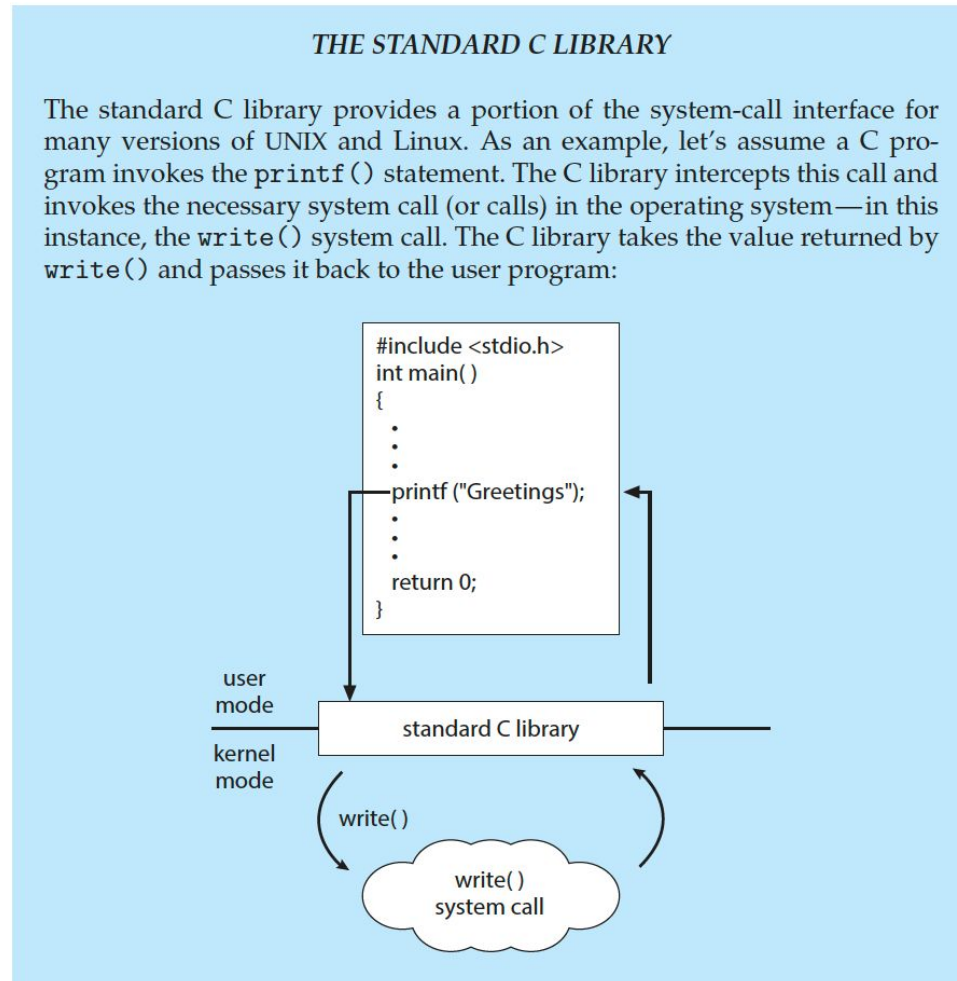 THE STANDARD C LIBRARY
The standard C library provides a portion of the system-call interface for
many versions of UNIX and Linux. As an example, let's assume a C pro-
gram invokes the printf() statement. The C library intercepts this call and
invokes the necessary system call (or calls) in the operating system—in this
instance, the write() system call. The C library takes the value returned by
write() and passes it back to the user program:
#include <stdio.h>
int main( )
{
•
•
•
printf ("Greetings");
•
•
•
return 0;
}
user
mode
standard C library
kernel
mode
write( )
write( )
system call